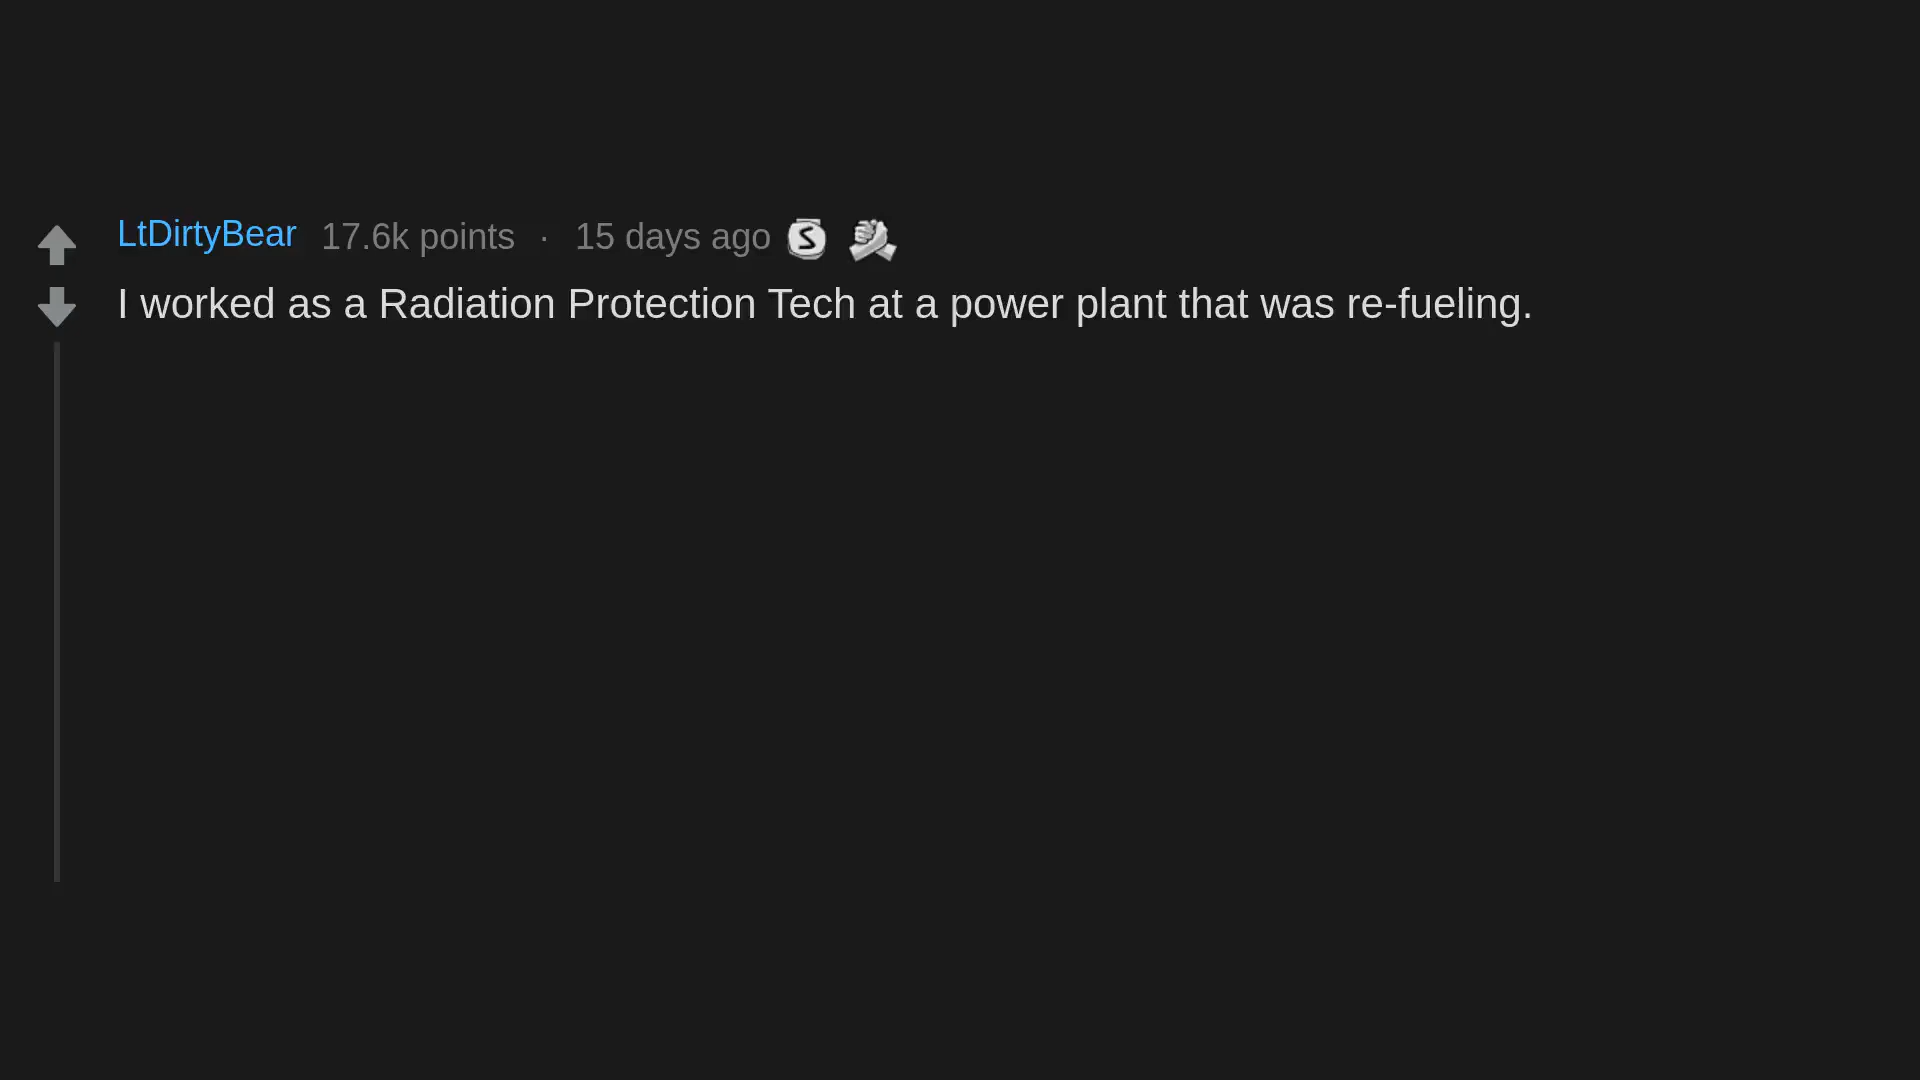 LtDirtyBear 17.6k points · 15 days ago
I worked as a Radiation Protection Tech at a power plant that was re-fueling.